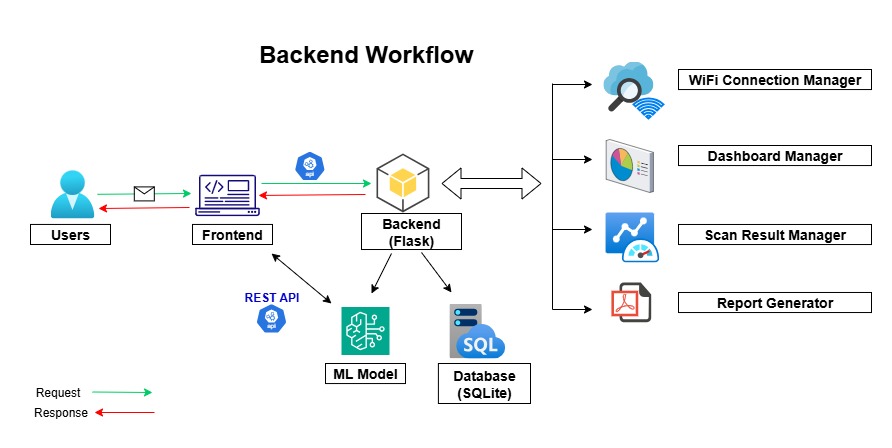 Backend Workflow
WiFi Connection Manager
Dashboard Manager
api
</>
Users
Frontend
Backend
(Flask)
Scan Result Manager
REST API
api
Report Generator
SQL
ML Model
Database
(SQLite)
Request
Response